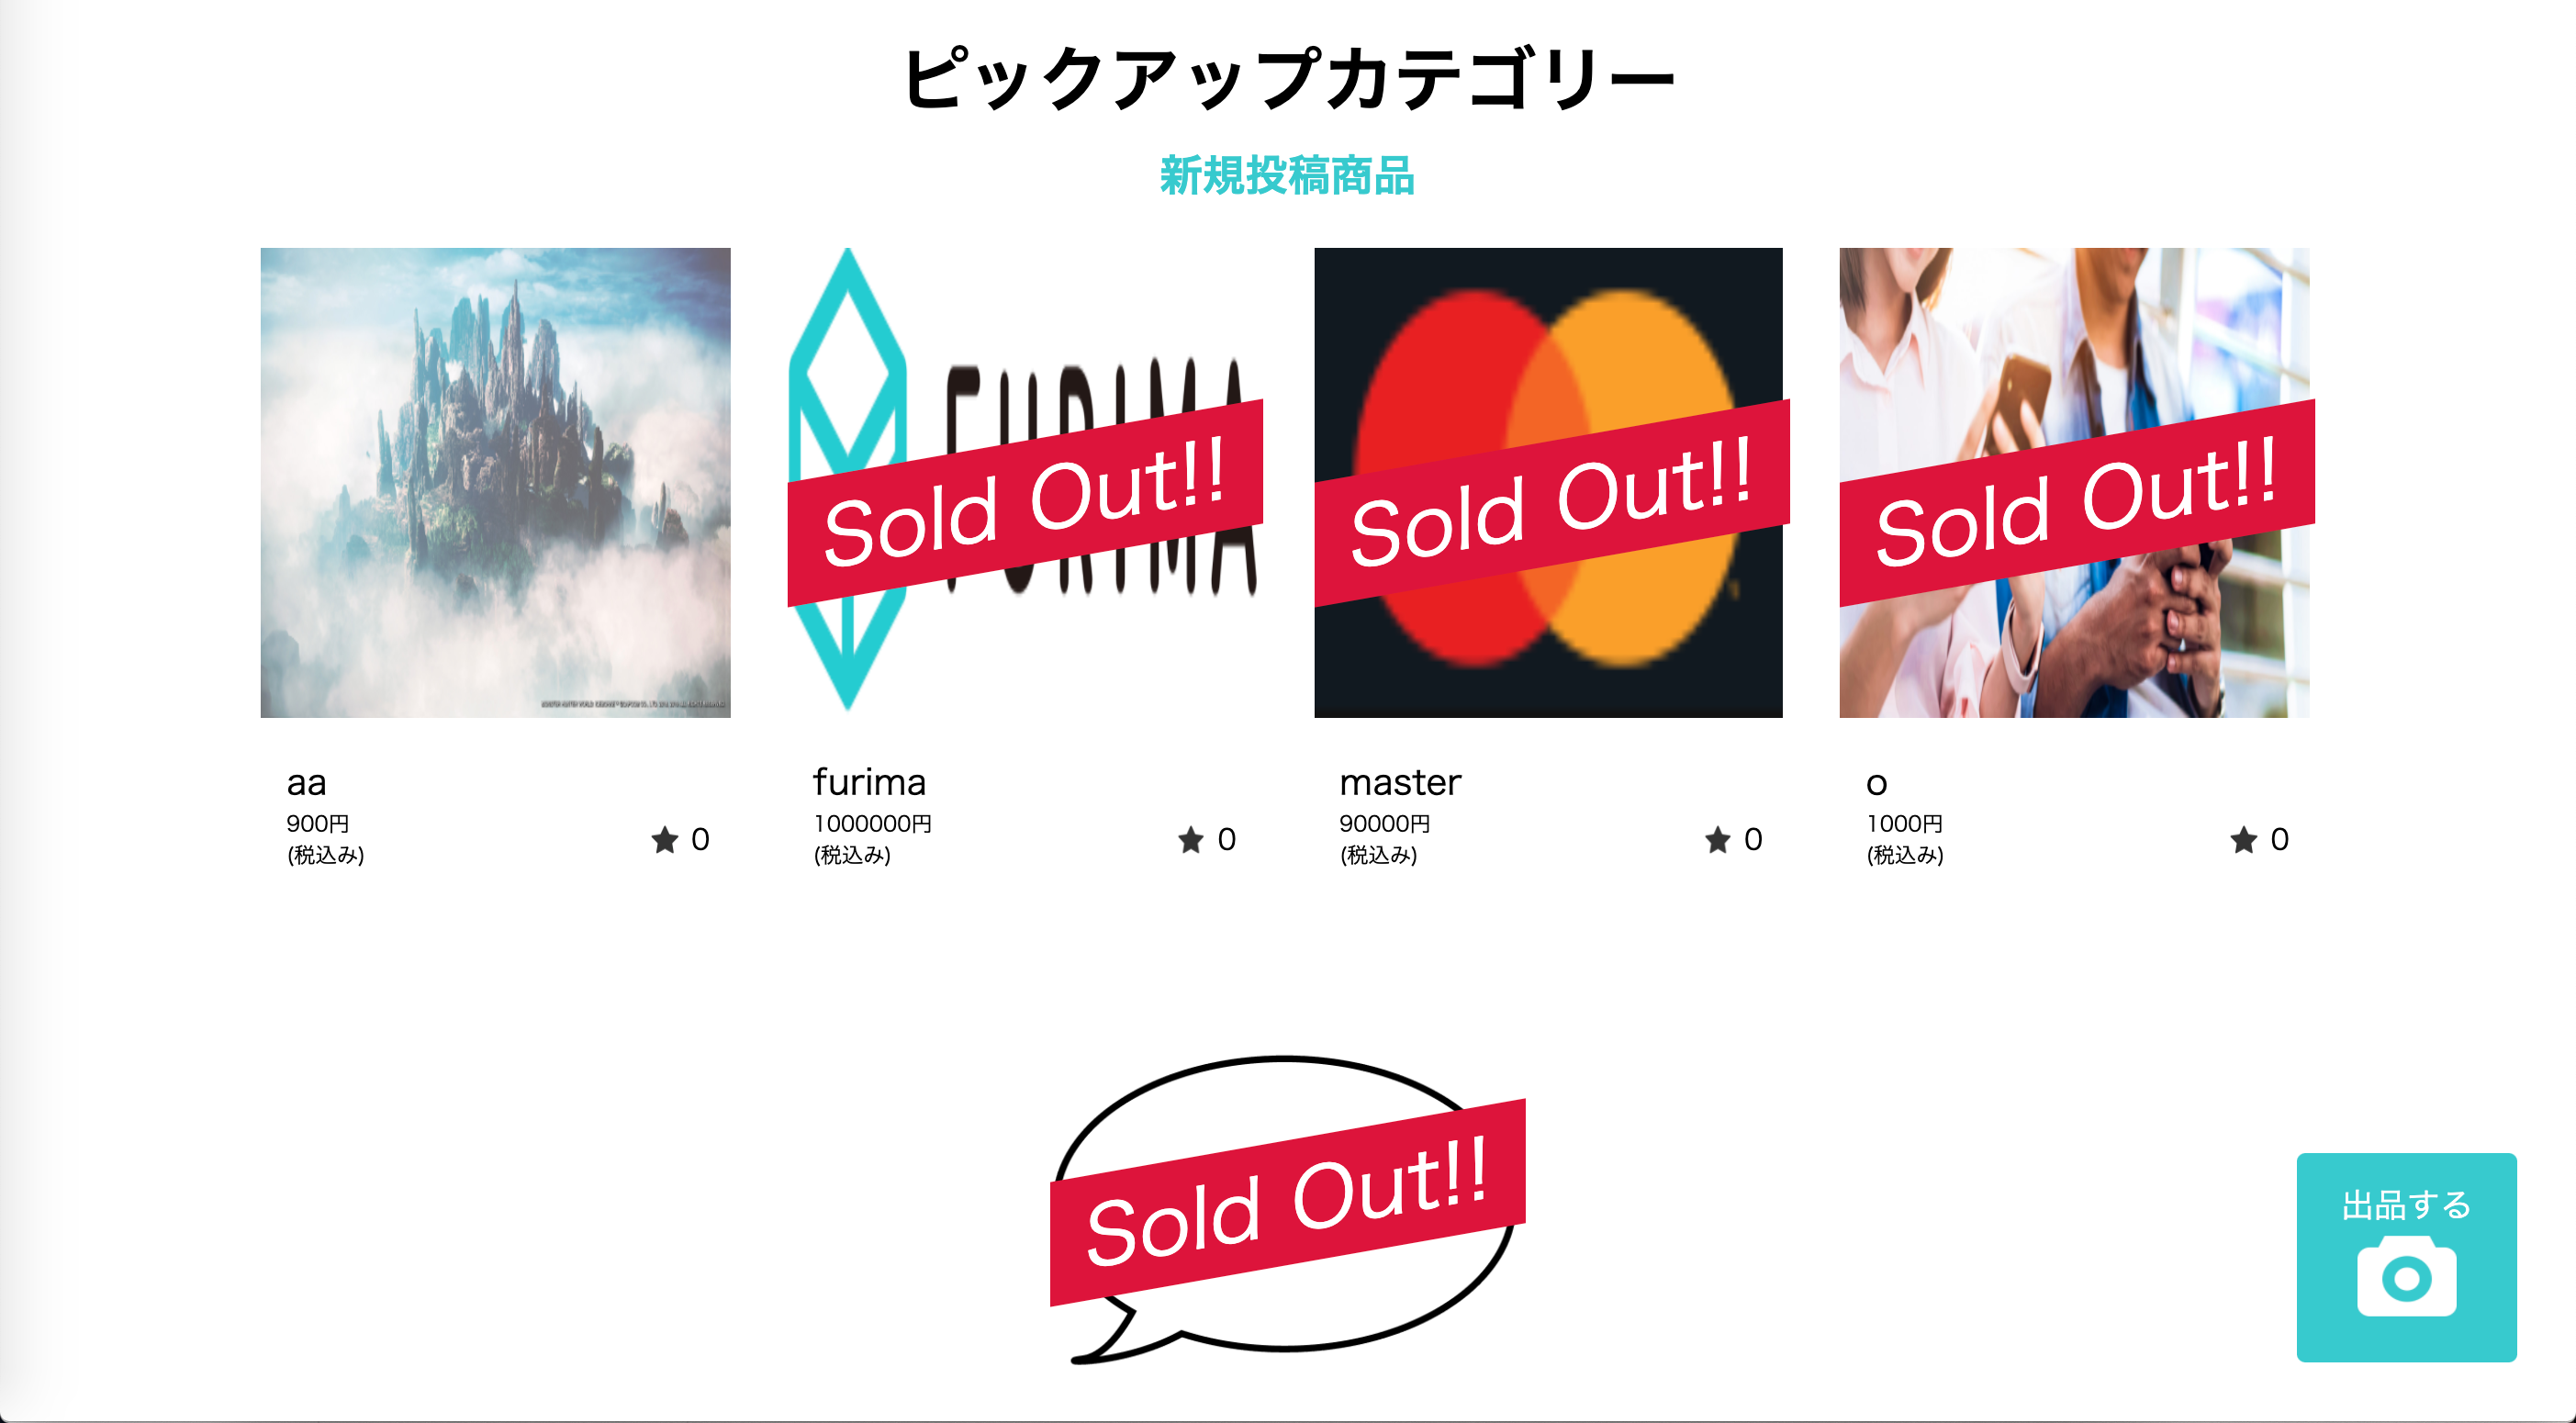 ピックアップカテゴリー
新規投稿商品
FURIMA
Sold Out!!
Sold Out!!
Sold Out!!
aa
900円
(税込み)
★ 0
furima
1000000円
(税込み)
★ 0
master
90000円
(税込み)
★ 0
o
1000円
(税込み)
★ 0
Sold Out!!
出品する